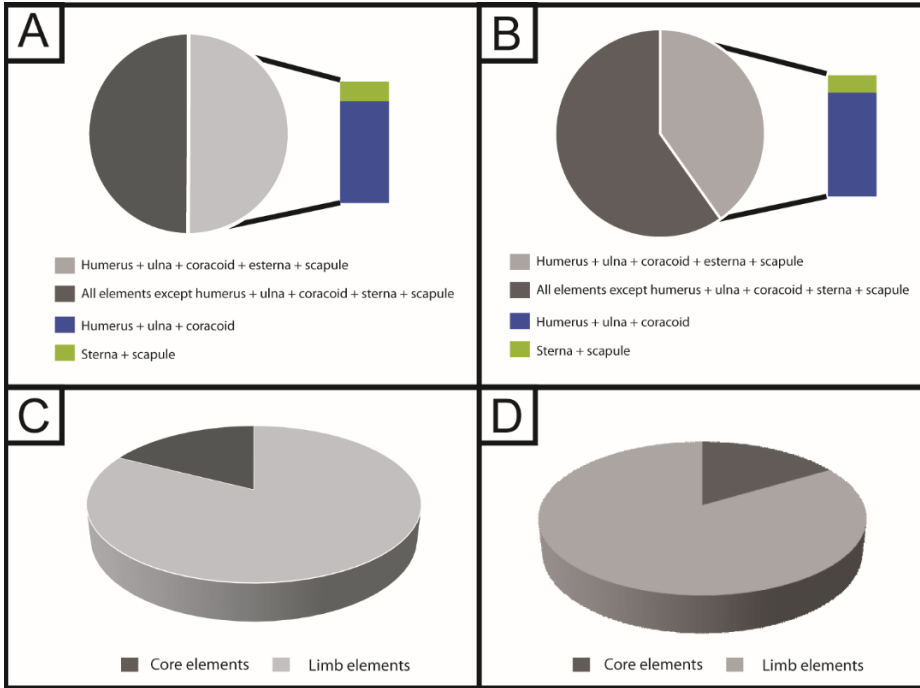 A
Humerus + ulna + coracoid + esterna + scapule
All elements except humerus + ulna + coracoid + sterna + scapule
Humerus + ulna + coracoid
Sterna + scapule
B
Humerus + ulna + coracoid + esterna + scapule
All elements except humerus + ulna + coracoid + sterna + scapule
Humerus + ulna + coracoid
Sterna + scapule
C
Core elements Limb elements
D
Core elements Limb elements